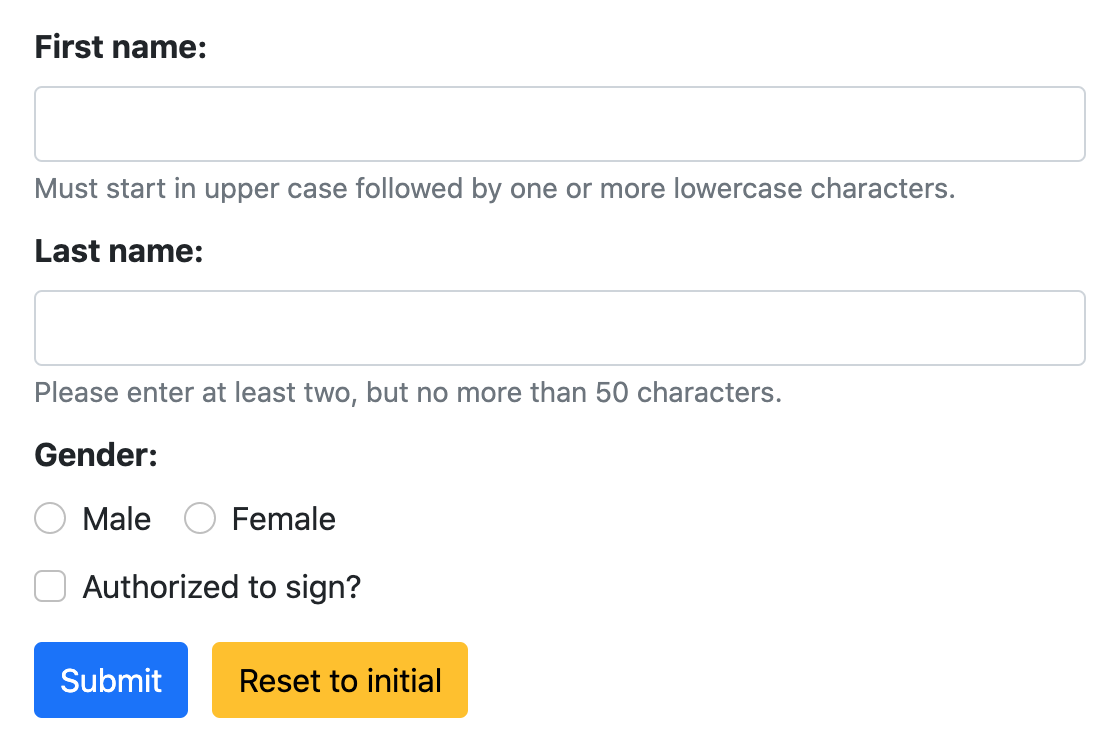 First name:
Must start in upper case followed by one or more lowercase characters.
Last name:
Please enter at least two, but no more than 50 characters.
Gender:
Male Female
Authorized to sign?
Submit Reset to initial